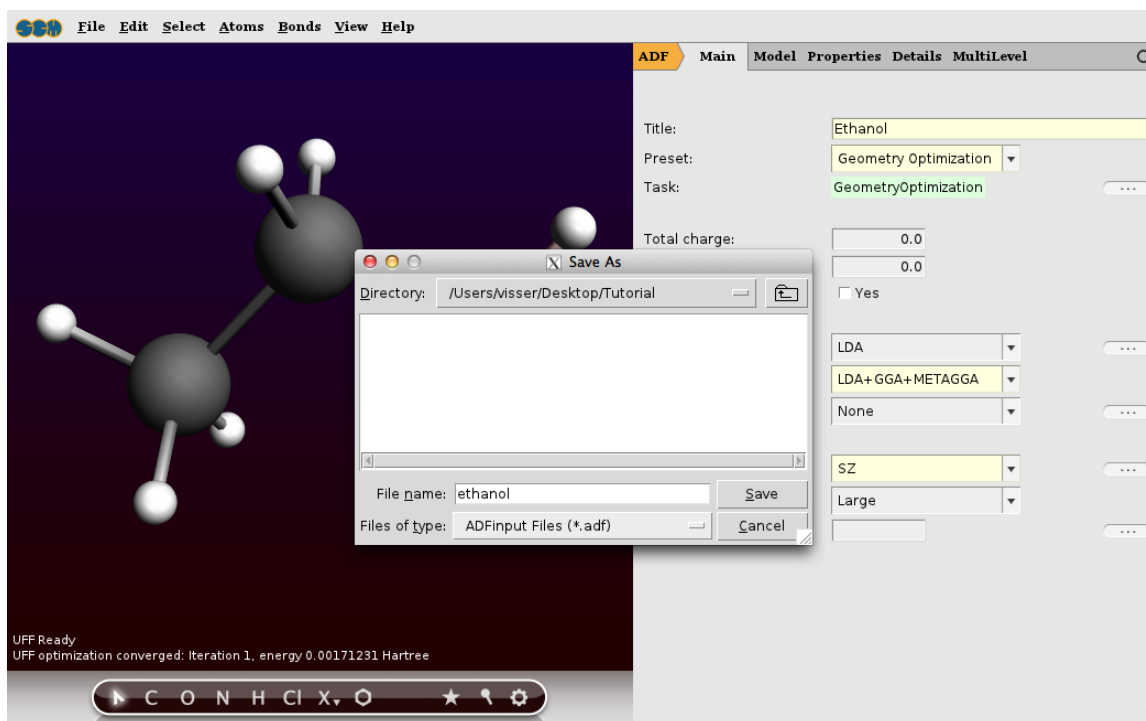 SCM File Edit Select Atoms Bonds View Help
ADF Main Model Properties Details MultiLevel
Title: Ethanol
Preset: Geometry Optimization
Task: GeometryOptimization ...
Total charge: 0.0
0.0
Yes
X Save As
Directory: /Users/visser/Desktop/Tutorial
LDA ...
LDA+GGA+METAGGA
None ...
SZ ...
File name: ethanol Save
Large
Files of type: ADFinput Files (*.adf) Cancel
...
UFF Ready
UFF optimization converged: Iteration 1, energy 0.00171231 Hartree
C O N H Cl X